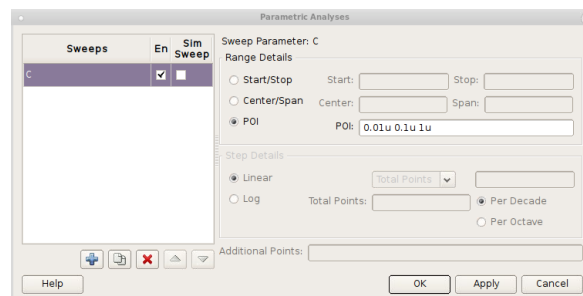 Parametric Analyses
Sweeps En Sim Sweep
C
Sweep Parameter: C
Range Details
Start/Stop Start: Stop:
Center/Span Center: Span:
POI POI: 0.01u 0.1u 1u
Step Details
Linear Total Points
Log Total Points: Per Decade
Per Octave
Additional Points:
Help OK Apply Cancel